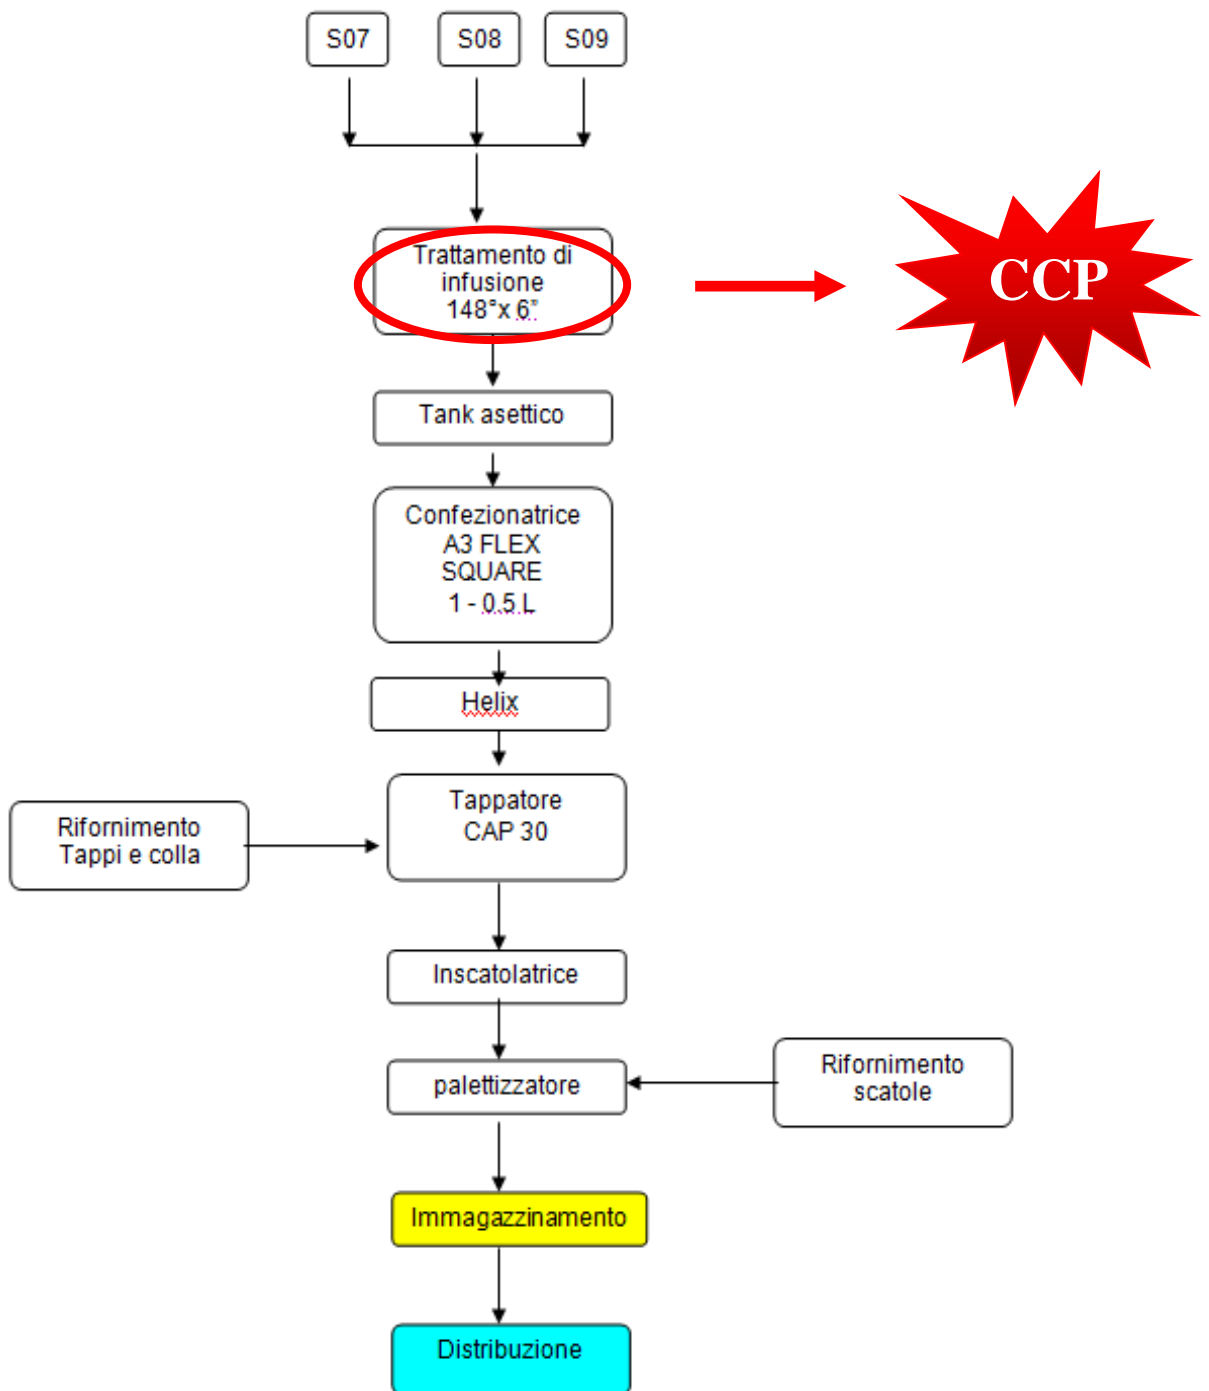 S07
S08
S09
Trattamento di
infusione
148°x 6”
CCP
Tank asettico
Confezionatrice
A3 FLEX
SQUARE
1 - 0.5 L
Helix
Tappatore
CAP 30
Rifornimento
Tappi e colla
Inscatolatrice
palettizzatore
Rifornimento
scatole
Immagazzinamento
Distribuzione